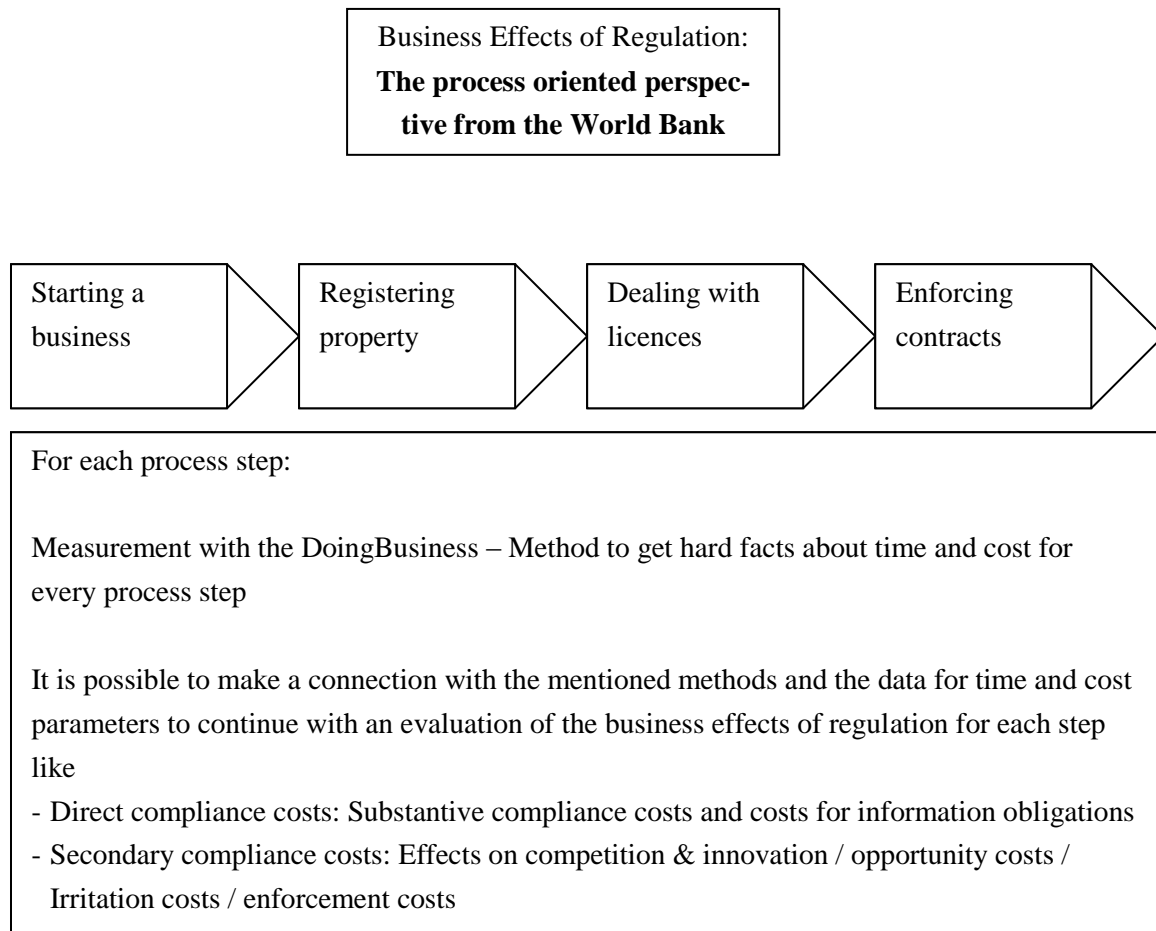 Business Effects of Regulation:
The process oriented perspec-
tive from the World Bank
Starting a
business
Registering
property
Dealing with
licences
Enforcing
contracts
For each process step:
Measurement with the DoingBusiness – Method to get hard facts about time and cost for
every process step
It is possible to make a connection with the mentioned methods and the data for time and cost
parameters to continue with an evaluation of the business effects of regulation for each step
like
- Direct compliance costs: Substantive compliance costs and costs for information obligations
- Secondary compliance costs: Effects on competition & innovation / opportunity costs /
Irritation costs / enforcement costs